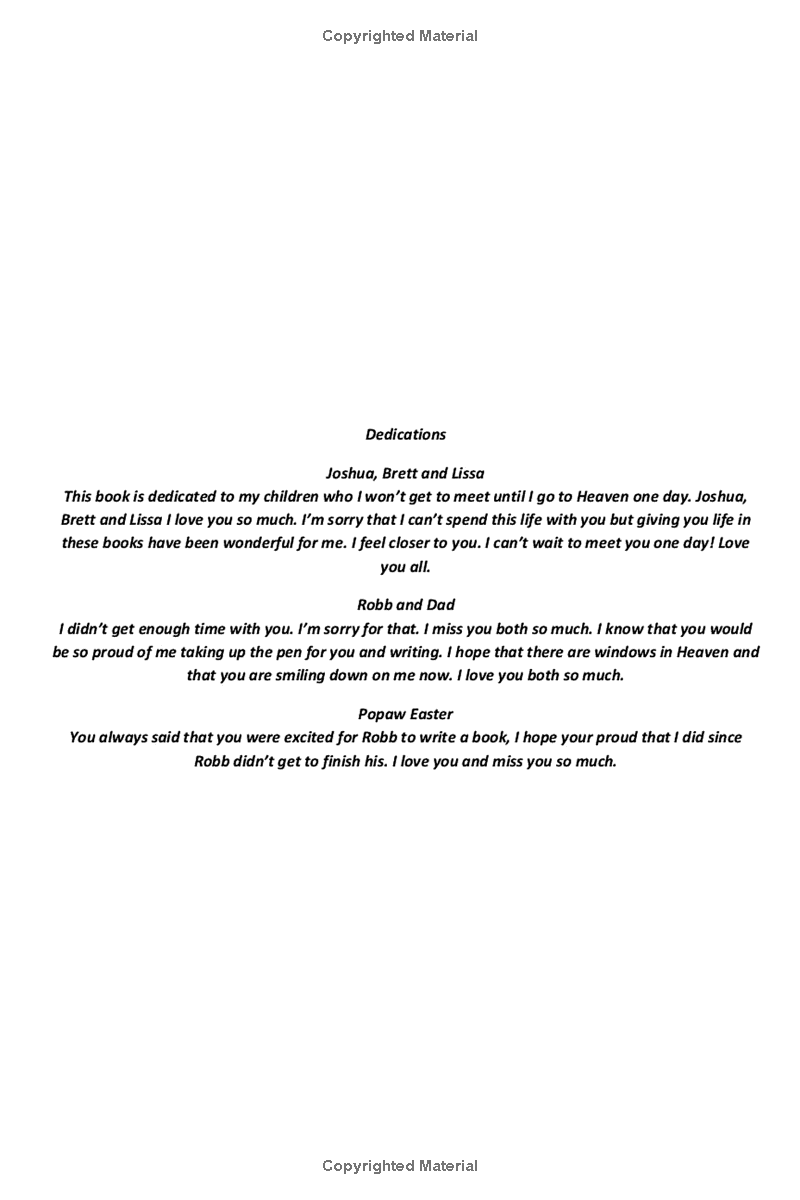 Copyrighted Material
Dedications
Joshua, Brett and Lissa
This book is dedicated to my children who I won’t get to meet until I go to Heaven one day. Joshua,
Brett and Lissa I love you so much. I’m sorry that I can’t spend this life with you but giving you life in
these books have been wonderful for me. I feel closer to you. I can’t wait to meet you one day! Love
you all.
Robb and Dad
I didn’t get enough time with you. I’m sorry for that. I miss you both so much. I know that you would
be so proud of me taking up the pen for you and writing. I hope that there are windows in Heaven and
that you are smiling down on me now. I love you both so much.
Popaw Easter
You always said that you were excited for Robb to write a book, I hope your proud that I did since
Robb didn’t get to finish his. I love you and miss you so much.
Copyrighted Material